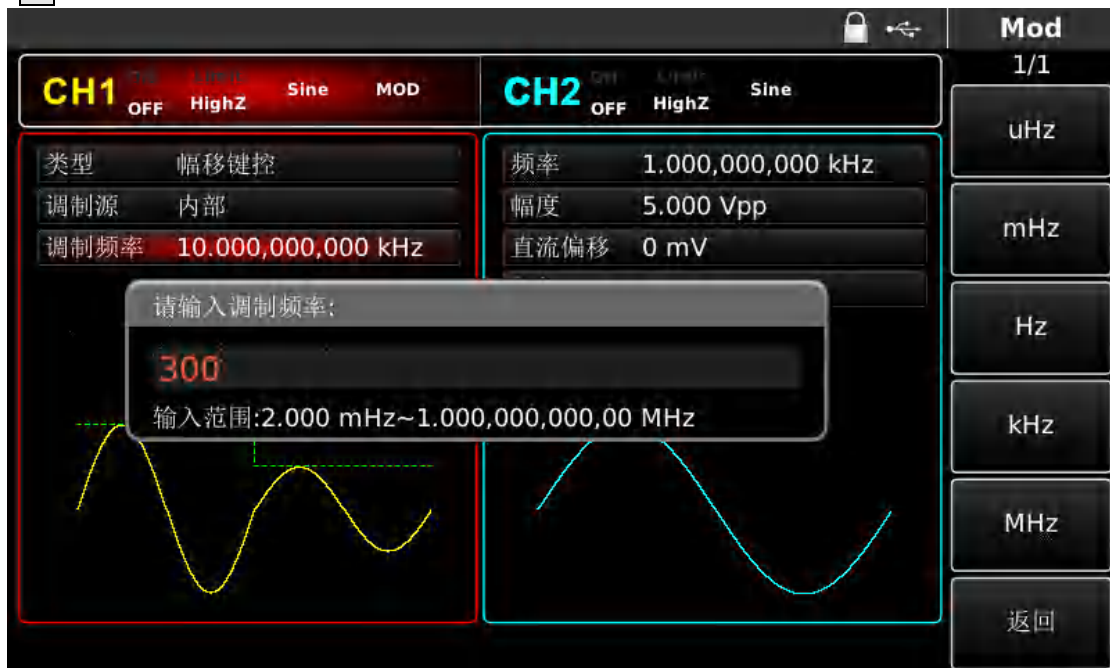 Mod
1/1
CH1 OFF HighZ Sine MOD
CH2 OFF HighZ Sine
类型 幅移键控
调制源 内部
调制频率 10.000,000,000 kHz
频率 1.000,000,000 kHz
幅度 5.000 Vpp
直流偏移 0 mV
请输入调制频率:
300
输入范围:2.000 mHz~1.000,000,000,00 MHz
uHz
mHz
Hz
kHz
MHz
返回